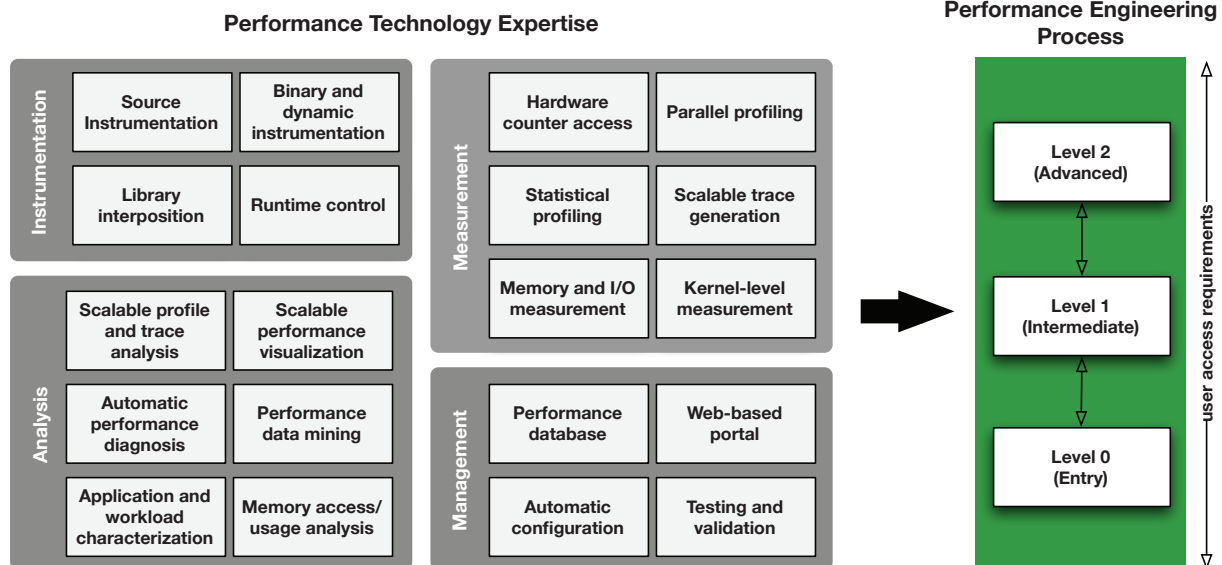 Performance Technology Expertise
Performance Engineering
Process
Instrumentation
Source
Instrumentation
Binary and
dynamic
instrumentation
Library
interposition
Runtime control
Measurement
Hardware
counter access
Parallel profiling
Statistical
profiling
Scalable trace
generation
Memory and I/O
measurement
Kernel-level
measurement
Analysis
Scalable profile
and trace
analysis
Scalable
performance
visualization
Automatic
performance
diagnosis
Performance
data mining
Application and
workload
characterization
Memory access/
usage analysis
Management
Performance
database
Web-based
portal
Automatic
configuration
Testing and
validation
Level 2
(Advanced)
Level 1
(Intermediate)
Level 0
(Entry)
user access requirements